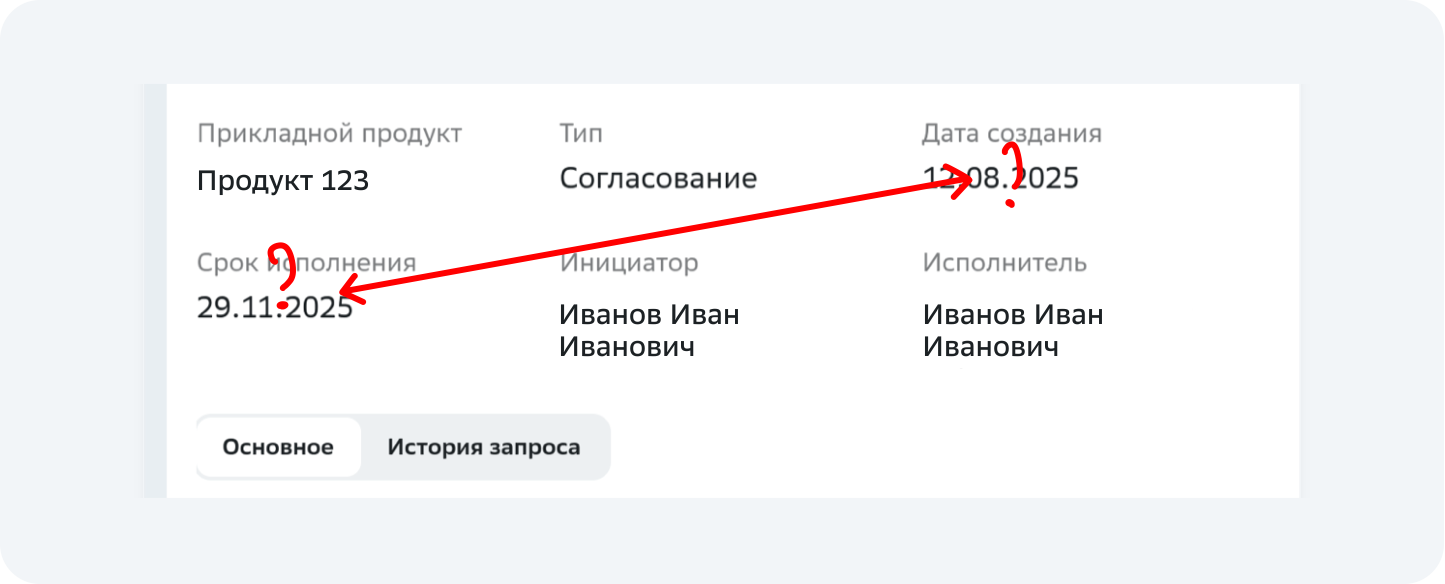 Прикладной продукт
Тип
Дата создания
Продукт 123
Согласование
12.08.2025
?
Срок исполнения
Инициатор
Исполнитель
29.11.2025
?
Иванов Иван
Иванович
Иванов Иван
Иванович
Основное
История запроса